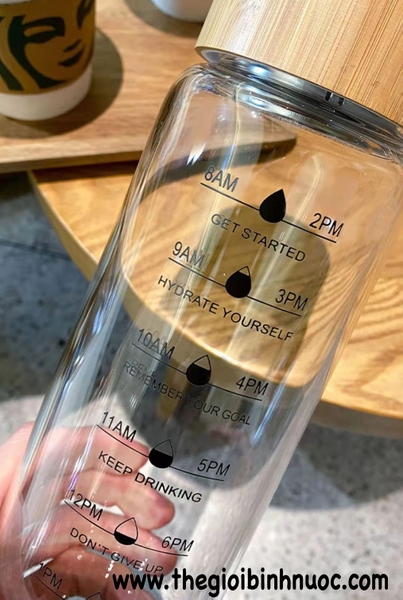 8AM 2PM
GET STARTED
9AM 3PM
HYDRATE YOURSELF
10AM 4PM
REMEMBER YOUR GOAL
11AM 5PM
KEEP DRINKING
12PM 6PM
DON'T GIVE UP
1PM
www.thegioibinhnuoc.com